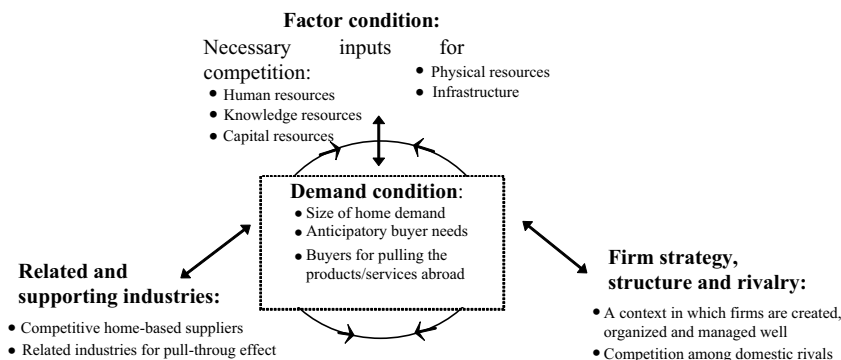 Factor condition:
Necessary inputs for
competition:
• Human resources
• Knowledge resources
• Capital resources
• Physical resources
• Infrastructure
Demand condition:
• Size of home demand
• Anticipatory buyer needs
• Buyers for pulling the
products/services abroad
Related and
supporting industries:
• Competitive home-based suppliers
• Related industries for pull-throug effect
Firm strategy,
structure and rivalry:
• A context in which firms are created,
organized and managed well
• Competition among domestic rivals